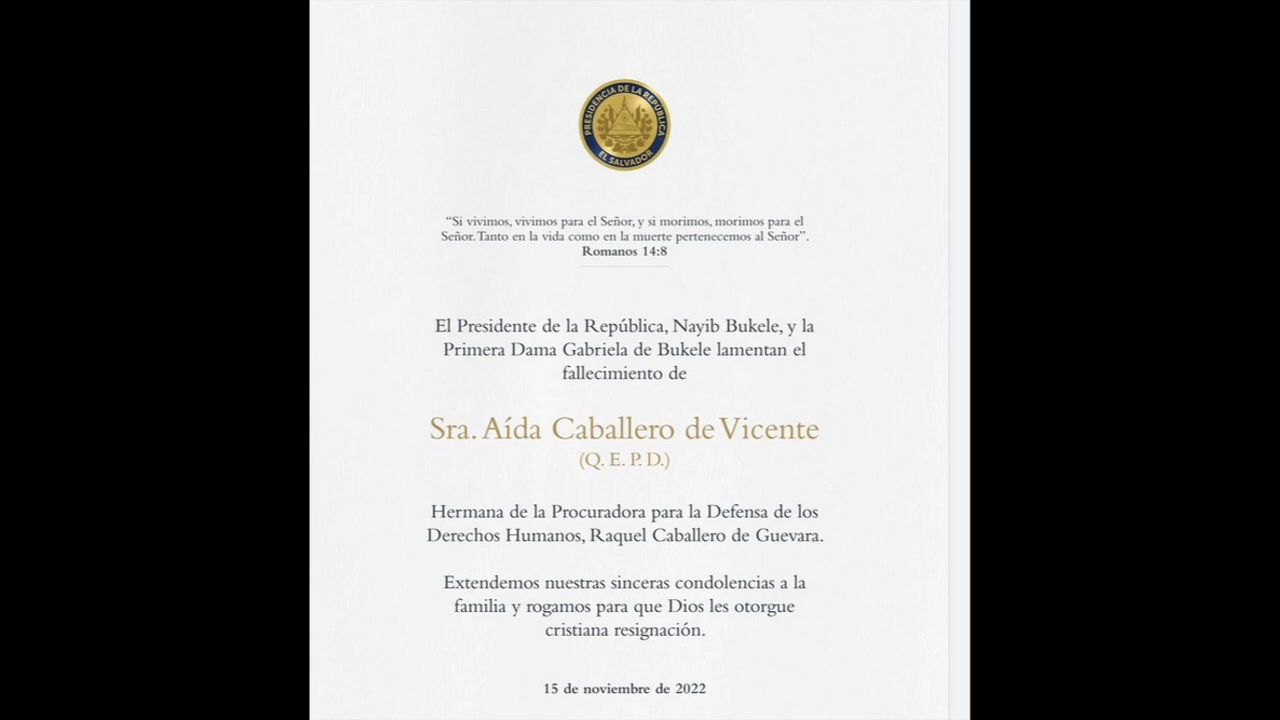 PRESIDENCIA DE LA REPÚBLICA
EL SALVADOR
“Si vivimos, vivimos para el Señor, y si morimos, morimos para el
Señor. Tanto en la vida como en la muerte pertenecemos al Señor”.
Romanos 14:8
El Presidente de la República, Nayib Bukele, y la
Primera Dama Gabriela de Bukele lamentan el
fallecimiento de
Sra. Aída Caballero de Vicente
(Q. E. P. D.)
Hermana de la Procuradora para la Defensa de los
Derechos Humanos, Raquel Caballero de Guevara.
Extendemos nuestras sinceras condolencias a la
familia y rogamos para que Dios les otorgue
cristiana resignación.
15 de noviembre de 2022